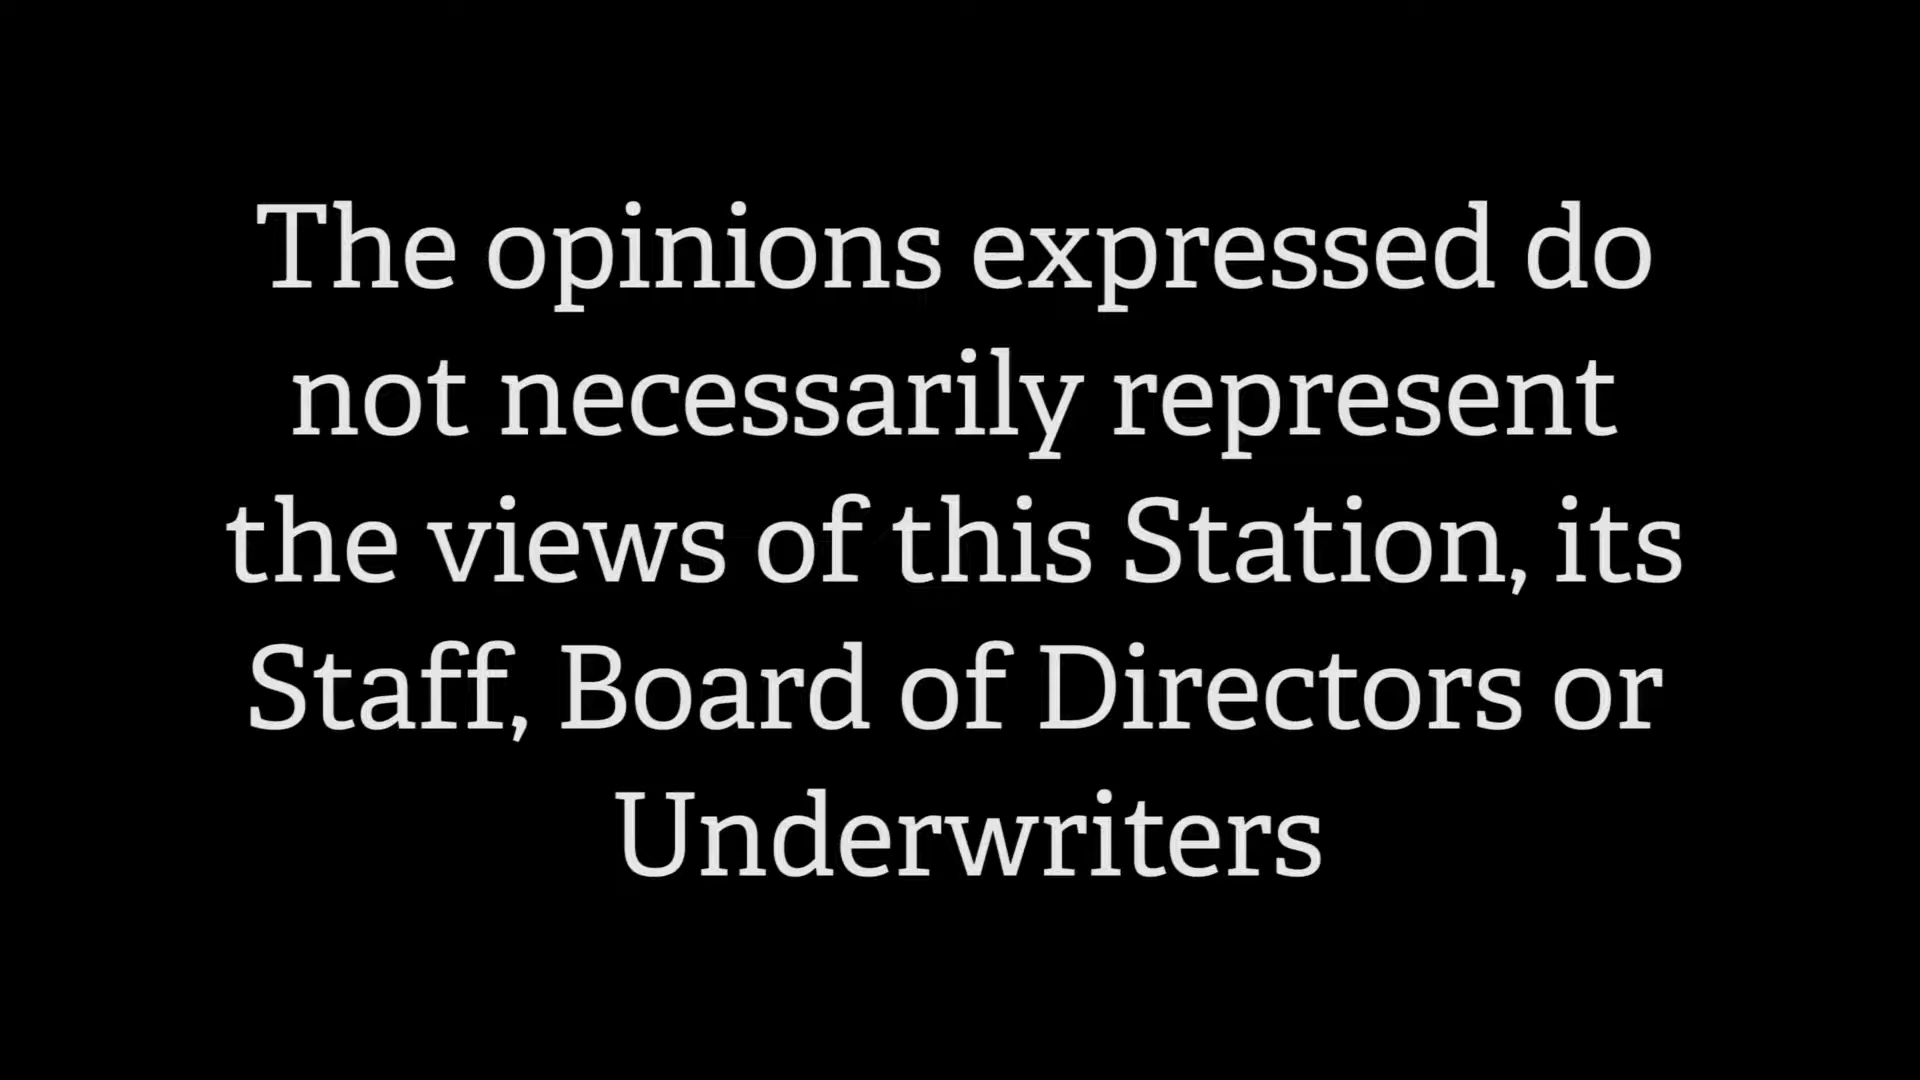 The opinions expressed do
not necessarily represent
the views of this Station, its
Staff, Board of Directors or
Underwriters